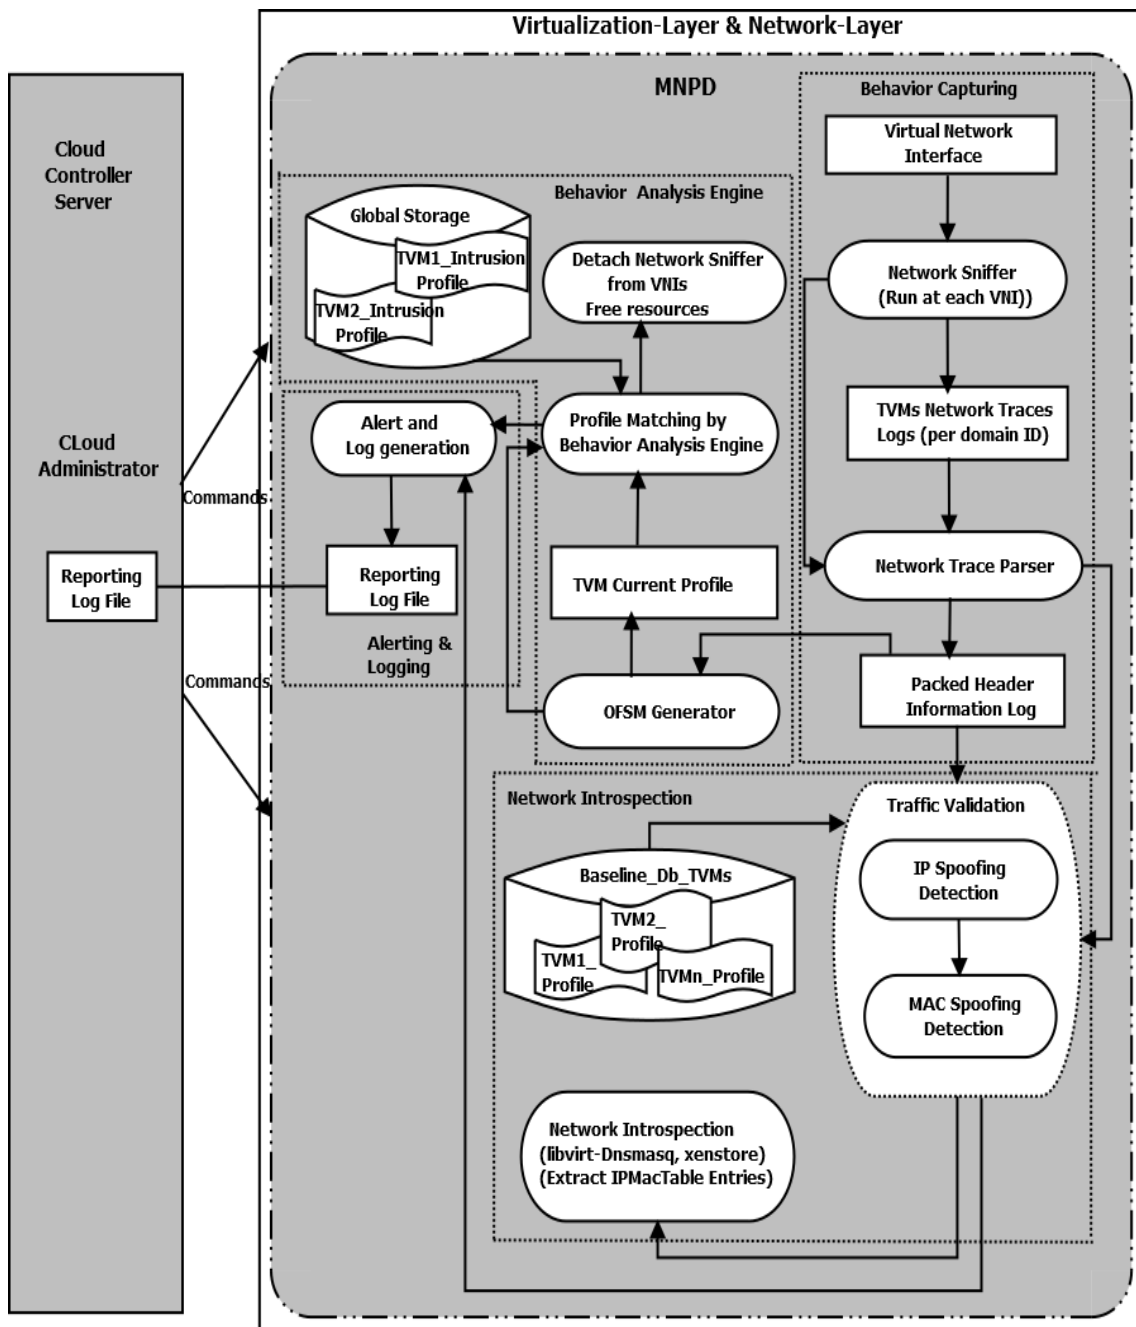 Virtualization-Layer & Network-Layer
MNPD
Cloud
Controller
Server
CLoud
Administrator
Reporting
Log File
Commands
Commands
Behavior Capturing
Virtual Network
Interface
Network Sniffer
(Run at each VNI))
TVMs Network Traces
Logs (per domain ID)
Network Trace Parser
Packed Header
Information Log
Behavior Analysis Engine
Global Storage
TVM1_Intrusion
Profile
TVM2_Intrusion
Profile
Detach Network Sniffer
from VNIs
Free resources
Profile Matching by
Behavior Analysis Engine
TVM Current Profile
OFSM Generator
Alert and
Log generation
Reporting
Log File
Alerting &
Logging
Network Introspection
Baseline_Db_TVMs
TVM2_
Profile
TVM1_
Profile
TVMn_Profile
Traffic Validation
IP Spoofing
Detection
MAC Spoofing
Detection
Network Introspection
(libvirt-Dnsmasq, xenstore)
(Extract IPMacTable Entries)